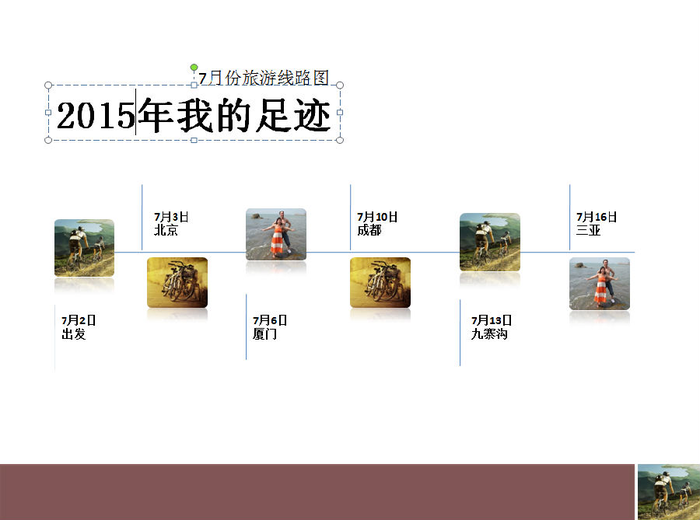 7月份旅游线路图
2015年我的足迹
7月3日
北京
7月10日
成都
7月16日
三亚
7月2日
出发
7月6日
厦门
7月13日
九寨沟